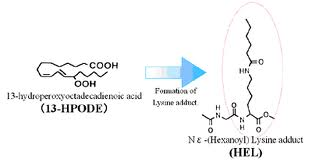 COOH
OOH
13-hydroperoxyoctadecadienoic acid
(13-HPODE)
Formation of
Lysine adduct
O
HN
O
H
N
O
N
H
O
O
Nε-(Hexanoyl) Lysine adduct
(HEL)